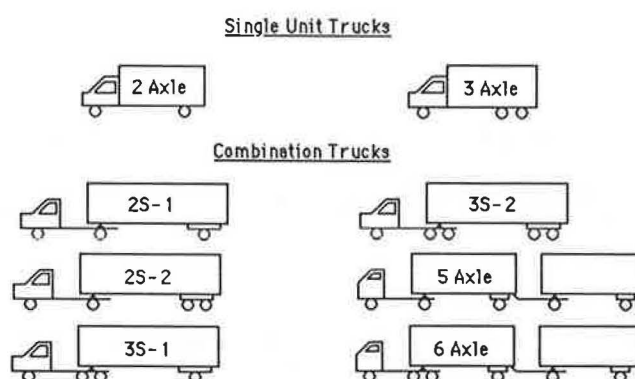 Single Unit Trucks
2 Axle
3 Axle
Combination Trucks
2S-1
3S-2
2S-2
5 Axle
3S-1
6 Axle